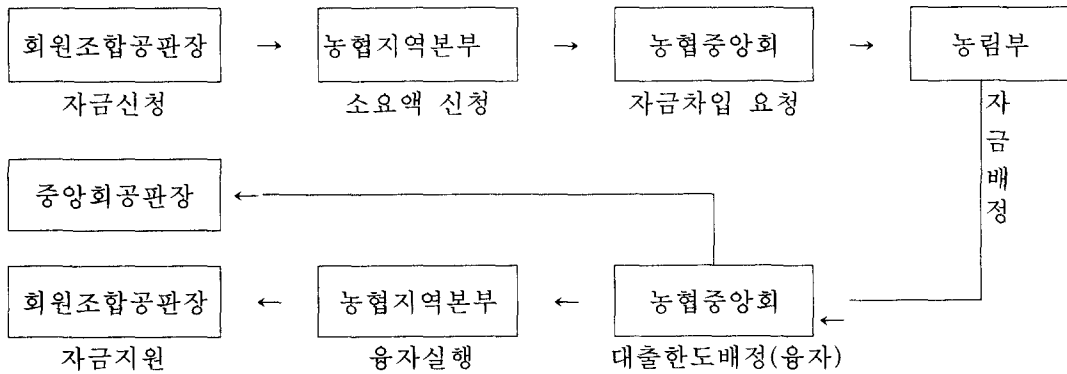 회원조합공판장 → 농협지역본부 → 농협중앙회 → 농림부
자금신청 소요액 신청 자금차입 요청
자금배정
중앙회공판장 ←
회원조합공판장 ← 농협지역본부 ← 농협중앙회 ←
자금지원 융자실행 대출한도배정(융자)